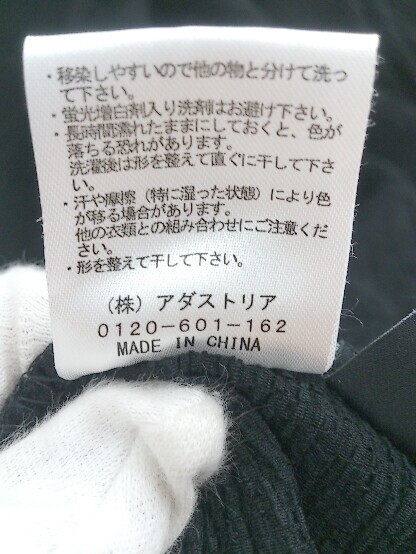 ・移染しやすいので他の物と分けて洗っ
て下さい。
・蛍光増白剤入り洗剤はお避け下さい。
・長時間濡れたままにしておくと、色が
落ちる恐れがあります。
洗濯後は形を整えて直ぐに干して下さ
い。
・汗や摩擦（特に湿った状態）により色
が移る場合があります。
他の衣類との組み合わせにご注意くだ
さい。
・形を整えて干して下さい。
（株）アダストリア
0120−601−162
MADE IN CHINA